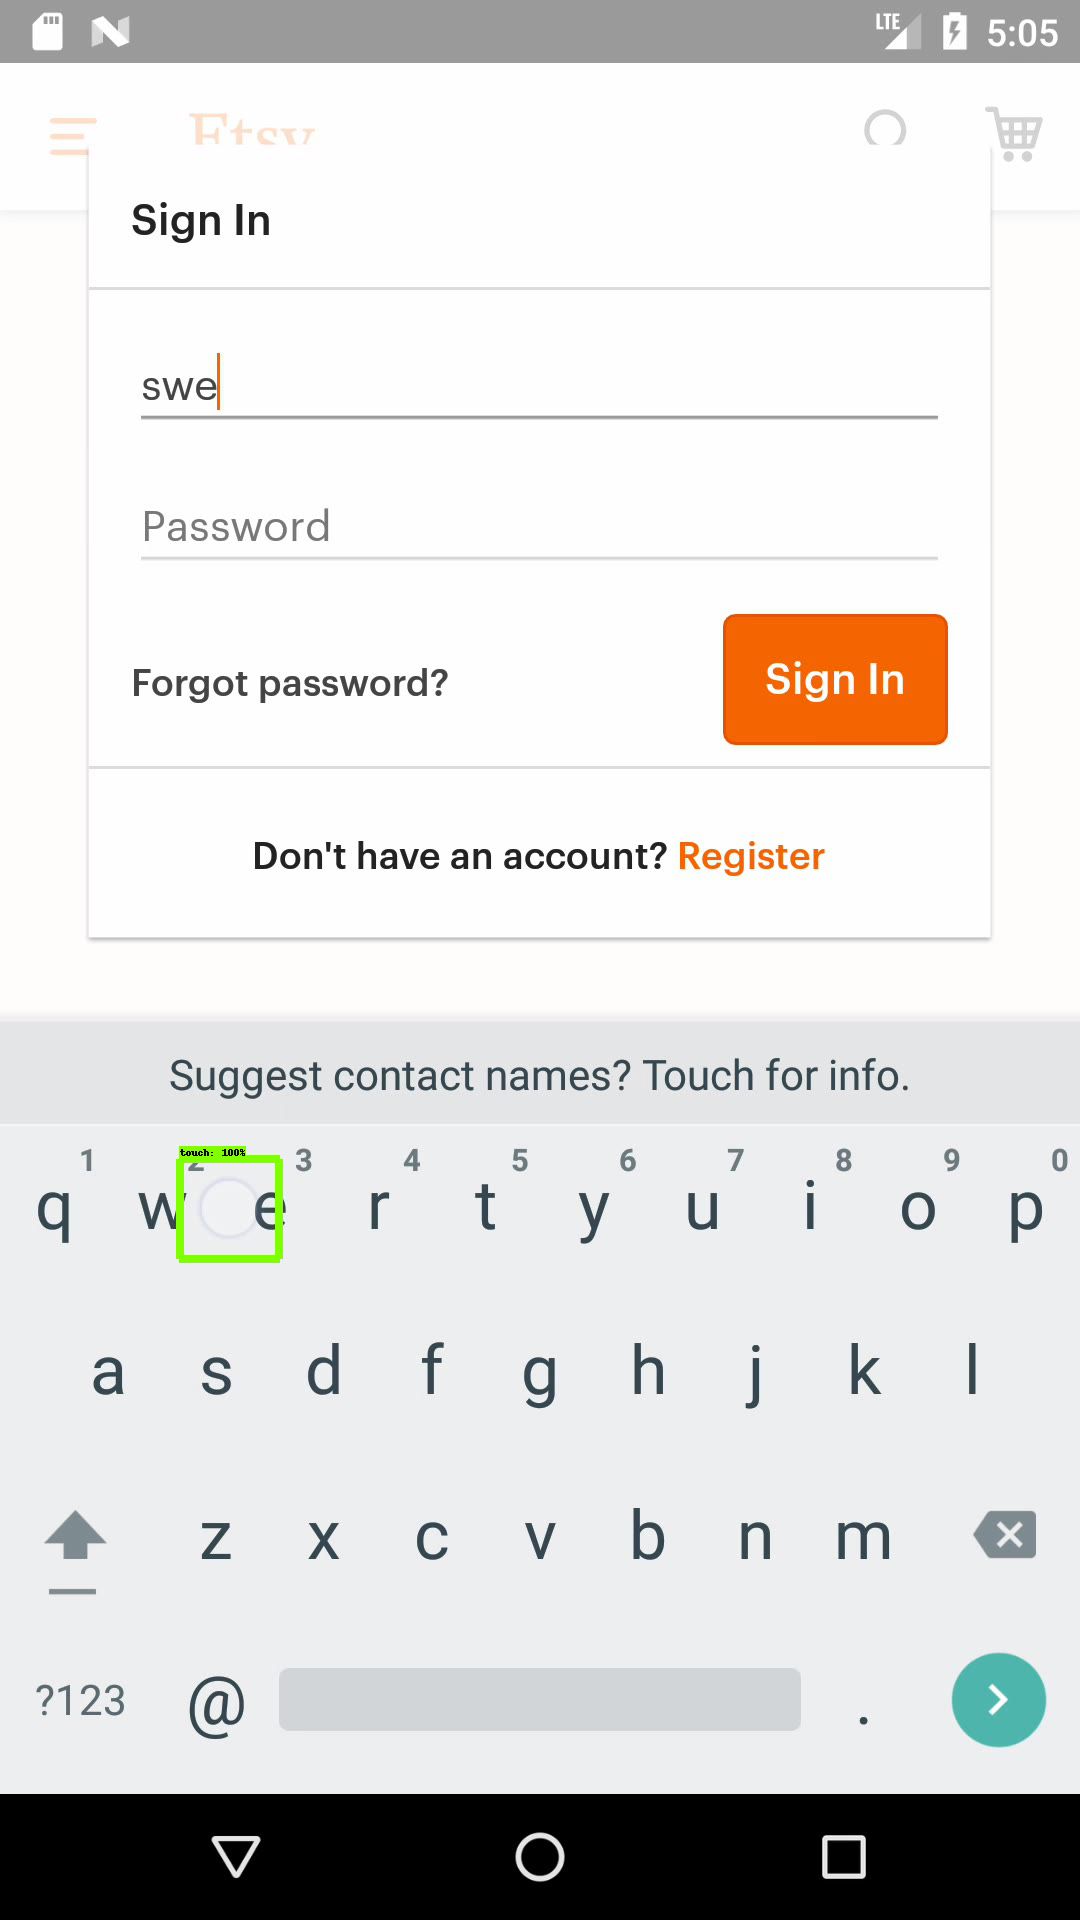 LTE 5:05
Etsy
Sign In
swe
Password
Forgot password? Sign In
Don't have an account? Register
Suggest contact names? Touch for info.
touch: 100%
1 2 3 4 5 6 7 8 9 0
q w e r t y u i o p
a s d f g h j k l
z x c v b n m
?123 @ .